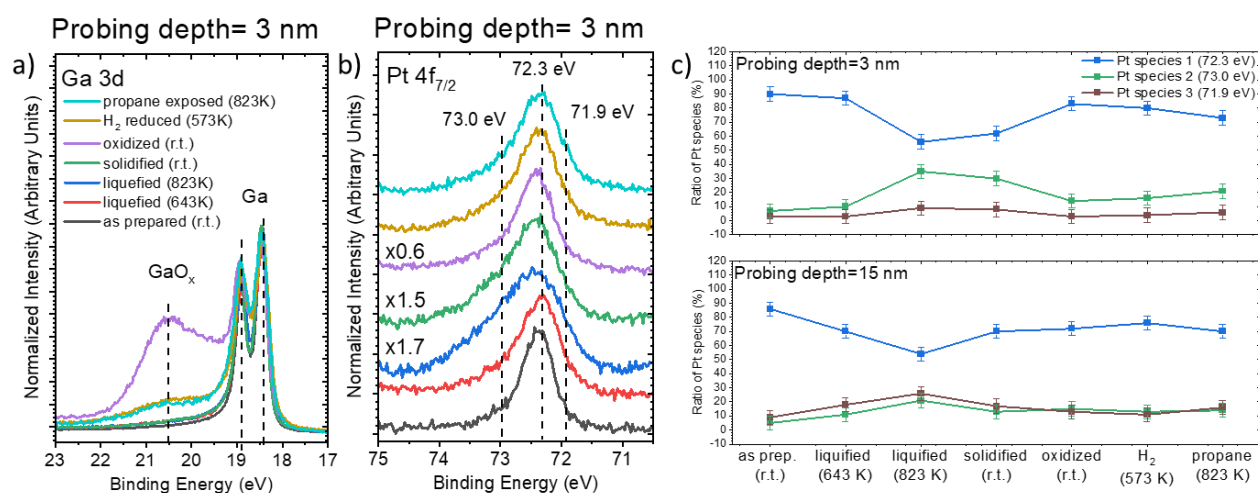 Probing depth= 3 nm
a)
Ga 3d
propane exposed (823K)
H₂ reduced (573K)
oxidized (r.t.)
solidified (r.t.)
liquefied (823K)
liquefied (643K)
as prepared (r.t.)
GaOₓ
Ga
Normalized Intensity (Arbitrary Units)
23 22 21 20 19 18 17
Binding Energy (eV)
Probing depth= 3 nm
b)
Pt 4f₇/₂
72.3 eV
73.0 eV
71.9 eV
x0.6
x1.5
x1.7
Normalized Intensity (Arbitrary Units)
75 74 73 72 71
Binding Energy (eV)
c)
Probing depth=3 nm
Pt species 1 (72.3 eV)
Pt species 2 (73.0 eV)
Pt species 3 (71.9 eV)
120
110
100
90
80
70
60
50
40
30
20
10
0
-10
Ratio of Pt species (%)
Probing depth=15 nm
120
110
100
90
80
70
60
50
40
30
20
10
0
-10
Ratio of Pt species (%)
as prep. (r.t.)
liquified (643 K)
liquified (823 K)
solidified (r.t.)
oxidized (r.t.)
H₂ (573 K)
propane (823 K)